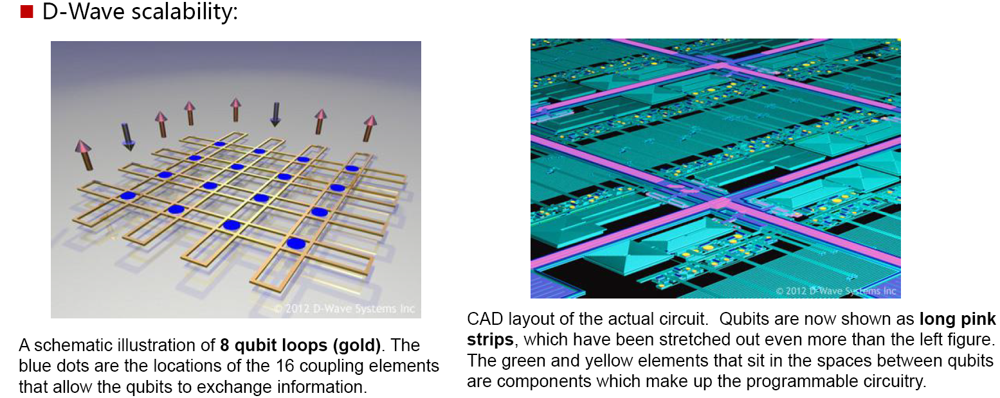 D-Wave scalability:
© 2012 D-Wave Systems Inc
© 2012 D-Wave Systems Inc
A schematic illustration of 8 qubit loops (gold). The
blue dots are the locations of the 16 coupling elements
that allow the qubits to exchange information.
CAD layout of the actual circuit.  Qubits are now shown as long pink
strips, which have been stretched out even more than the left figure.
The green and yellow elements that sit in the spaces between qubits
are components which make up the programmable circuitry.